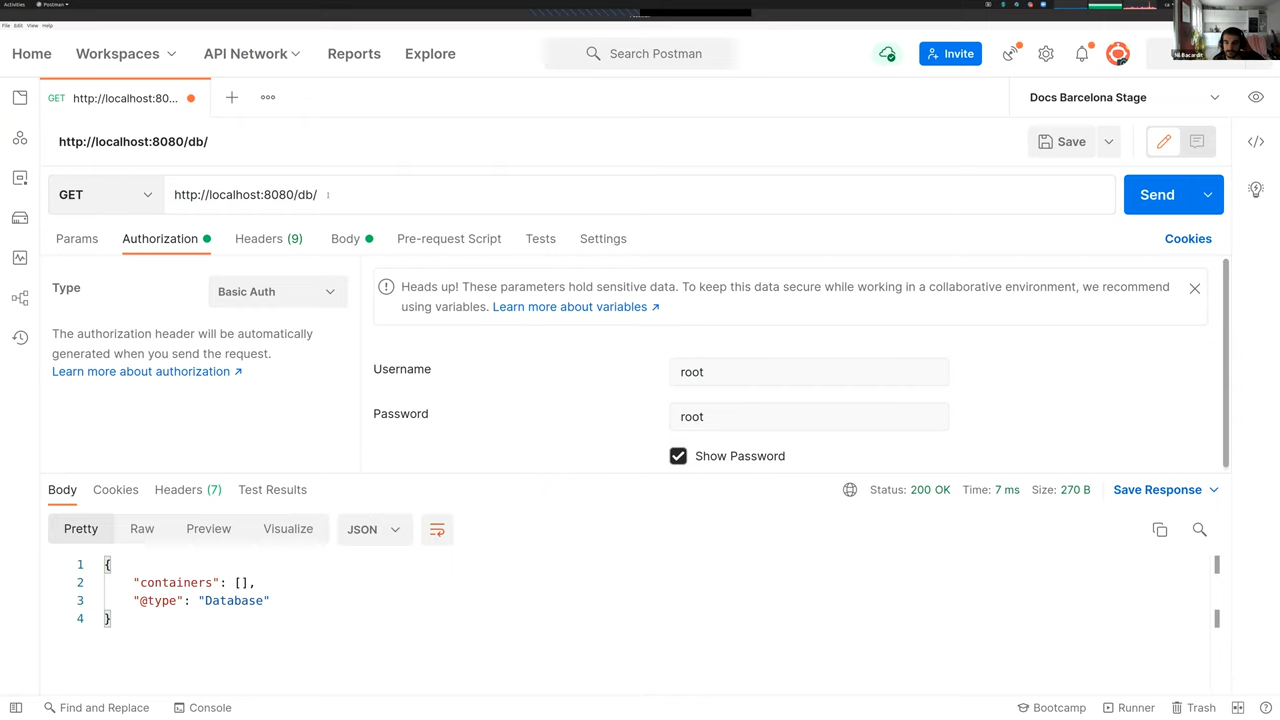 Activities Postman
File Edit View Help
Home Workspaces API Network Reports Explore Search Postman Invite
GET http://localhost:80... Docs Barcelona Stage
http://localhost:8080/db/ Save
GET http://localhost:8080/db/ Send
Params Authorization Headers (9) Body Pre-request Script Tests Settings Cookies
Type Basic Auth
The authorization header will be automatically
generated when you send the request.
Learn more about authorization ↗
Heads up! These parameters hold sensitive data. To keep this data secure while working in a collaborative environment, we recommend
using variables. Learn more about variables ↗
Username root
Password root
Show Password
Body Cookies Headers (7) Test Results Status: 200 OK Time: 7 ms Size: 270 B Save Response
Pretty Raw Preview Visualize JSON
1 {
2 "containers": [],
3 "@type": "Database"
4 }
Find and Replace Console Bootcamp Runner Trash